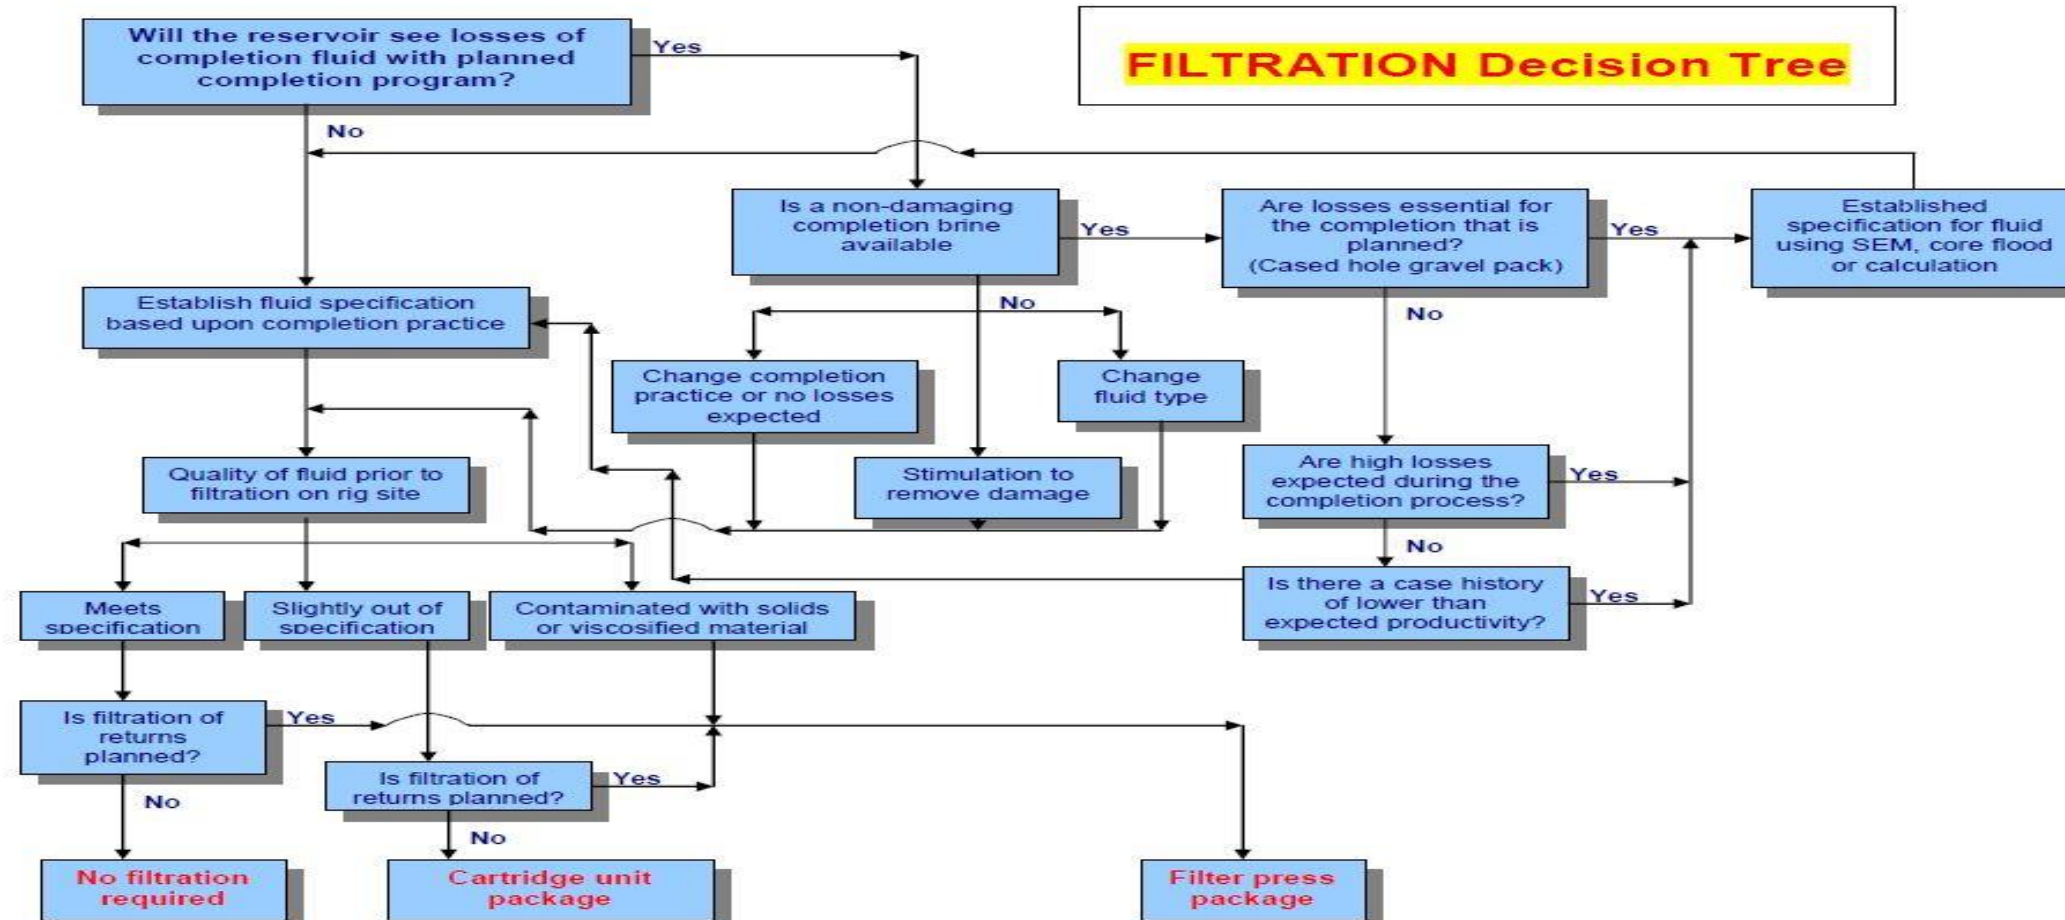 Will the reservoir see losses of
completion fluid with planned
completion program?
Yes
FILTRATION Decision Tree
No
Is a non-damaging
completion brine
available
Yes
Are losses essential for
the completion that is
planned?
(Cased hole gravel pack)
Yes
Established
specification for fluid
using SEM, core flood
or calculation
Establish fluid specification
based upon completion practice
No
No
Change completion
practice or no losses
expected
Change
fluid type
Quality of fluid prior to
filtration on rig site
Stimulation to
remove damage
Are high losses
expected during the
completion process?
Yes
No
Meets
specification
Slightly out of
specification
Contaminated with solids
or viscosified material
Is there a case history
of lower than
expected productivity?
Yes
Is filtration of
returns
planned?
Yes
Is filtration of
returns planned?
Yes
No
No
No filtration
required
Cartridge unit
package
Filter press
package